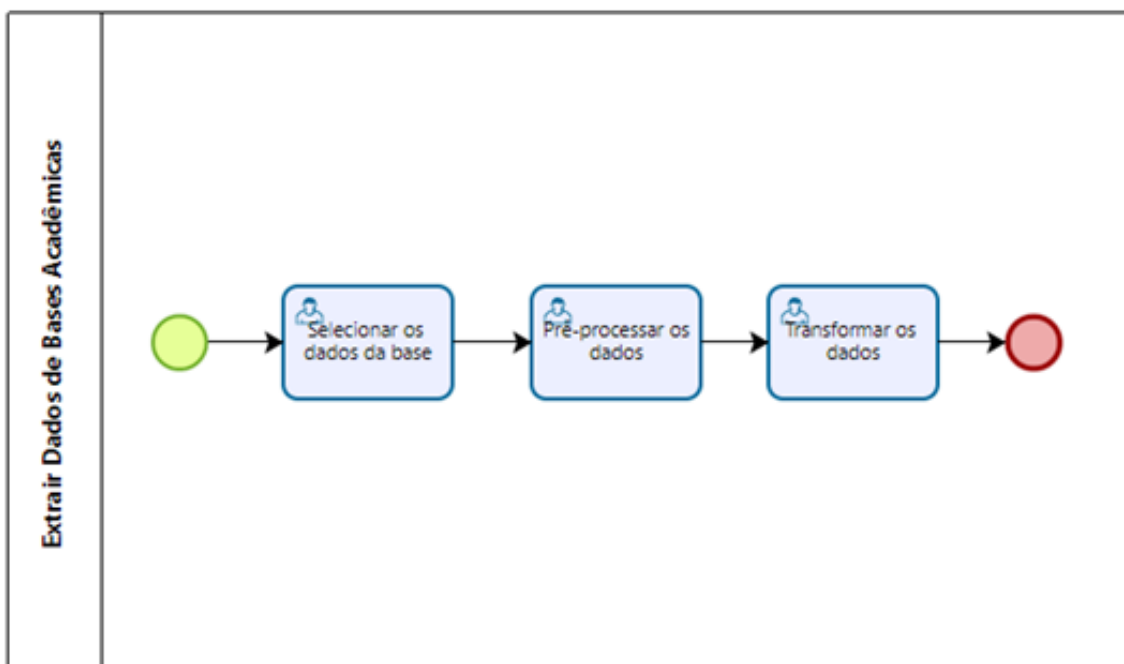 Extrair Dados de Bases Acadêmicas
Selecionar os
dados da base
Pré-processar os
dados
Transformar os
dados